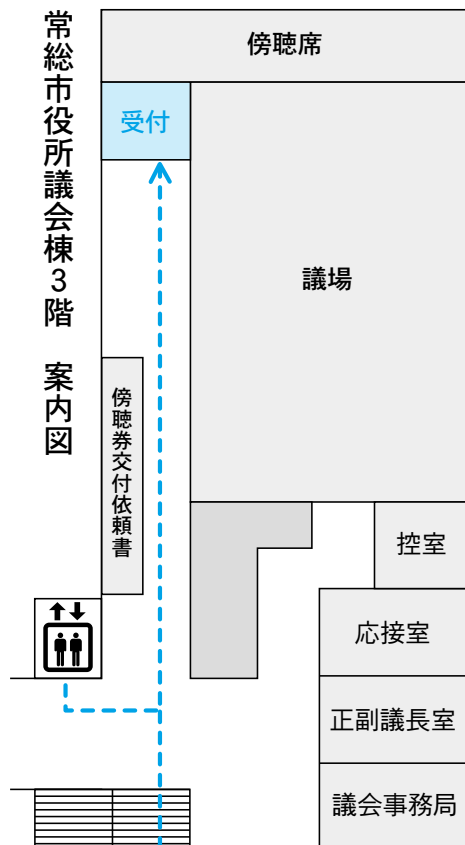 常総市役所議会棟3階 案内図
傍聴席
受付
議場
傍聴券交付依頼書
控室
応接室
正副議長室
議会事務局